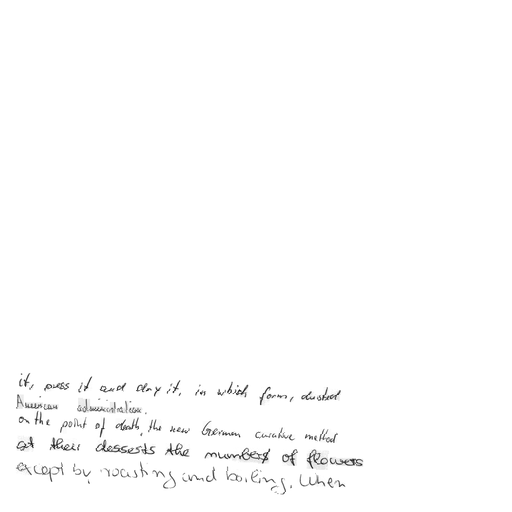 it, press it and dry it, in which form, dusted
American administration.
on the point of death, the new German curative method
at their desserts the number of flowers
except by roasting and boiling. When